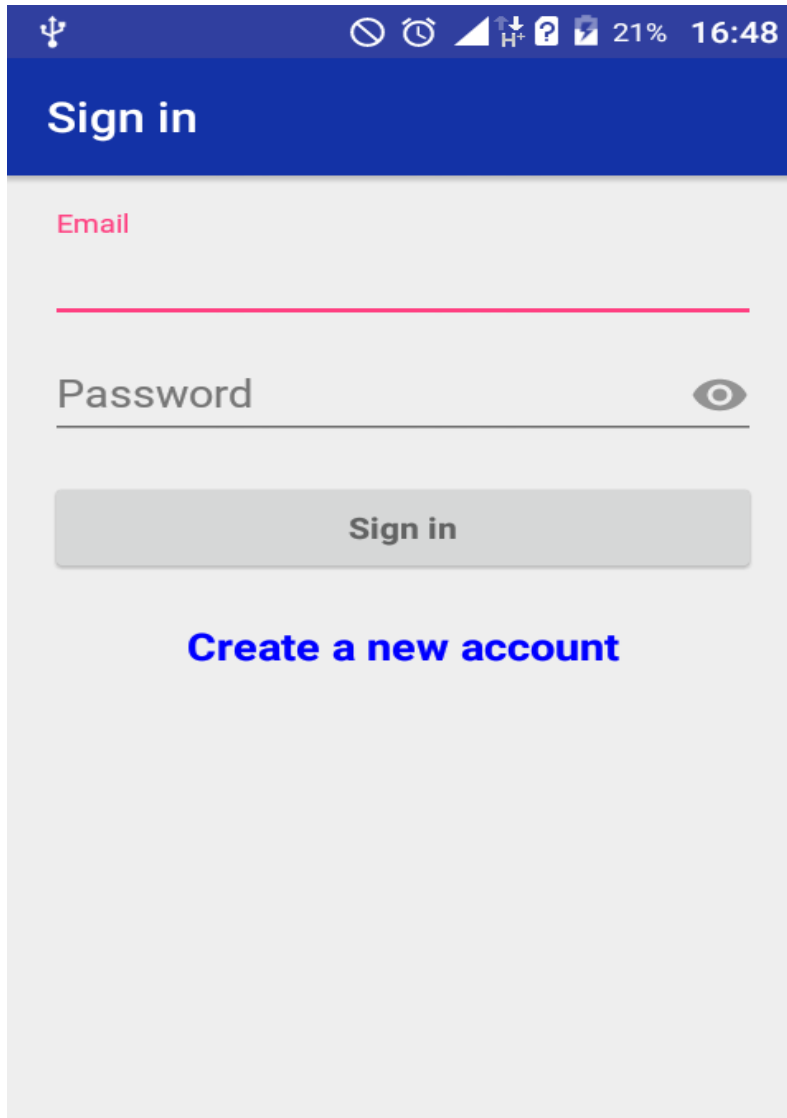 H+ ? 21% 16:48
Sign in
Email
Password
Sign in
Create a new account